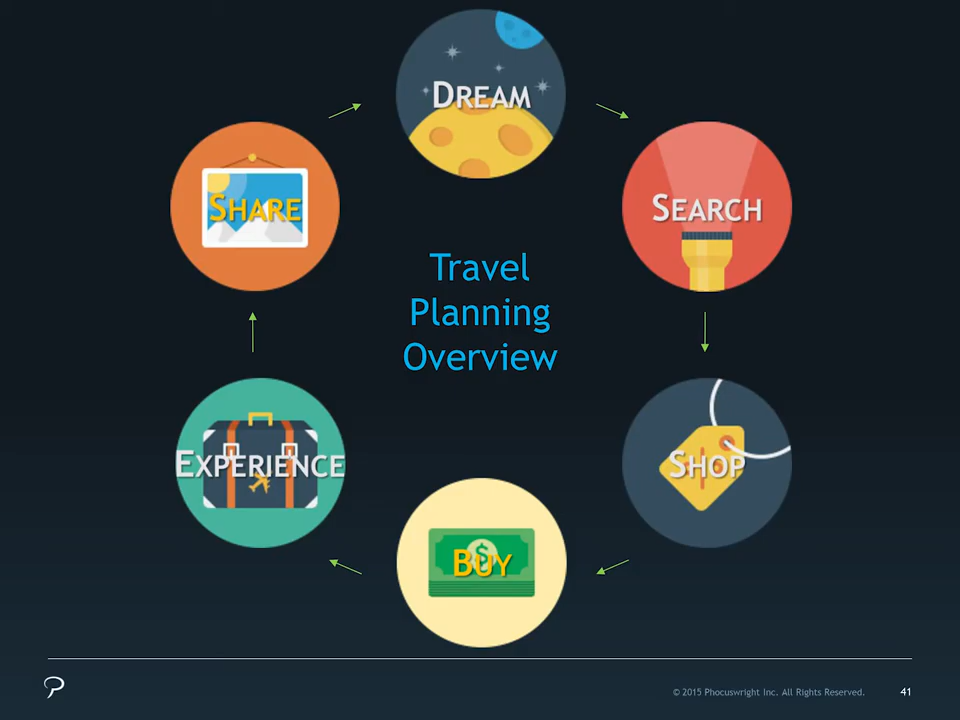 DREAM
SHARE
SEARCH
Travel
Planning
Overview
EXPERIENCE
SHOP
BUY
© 2015 Phocuswright Inc. All Rights Reserved.
41